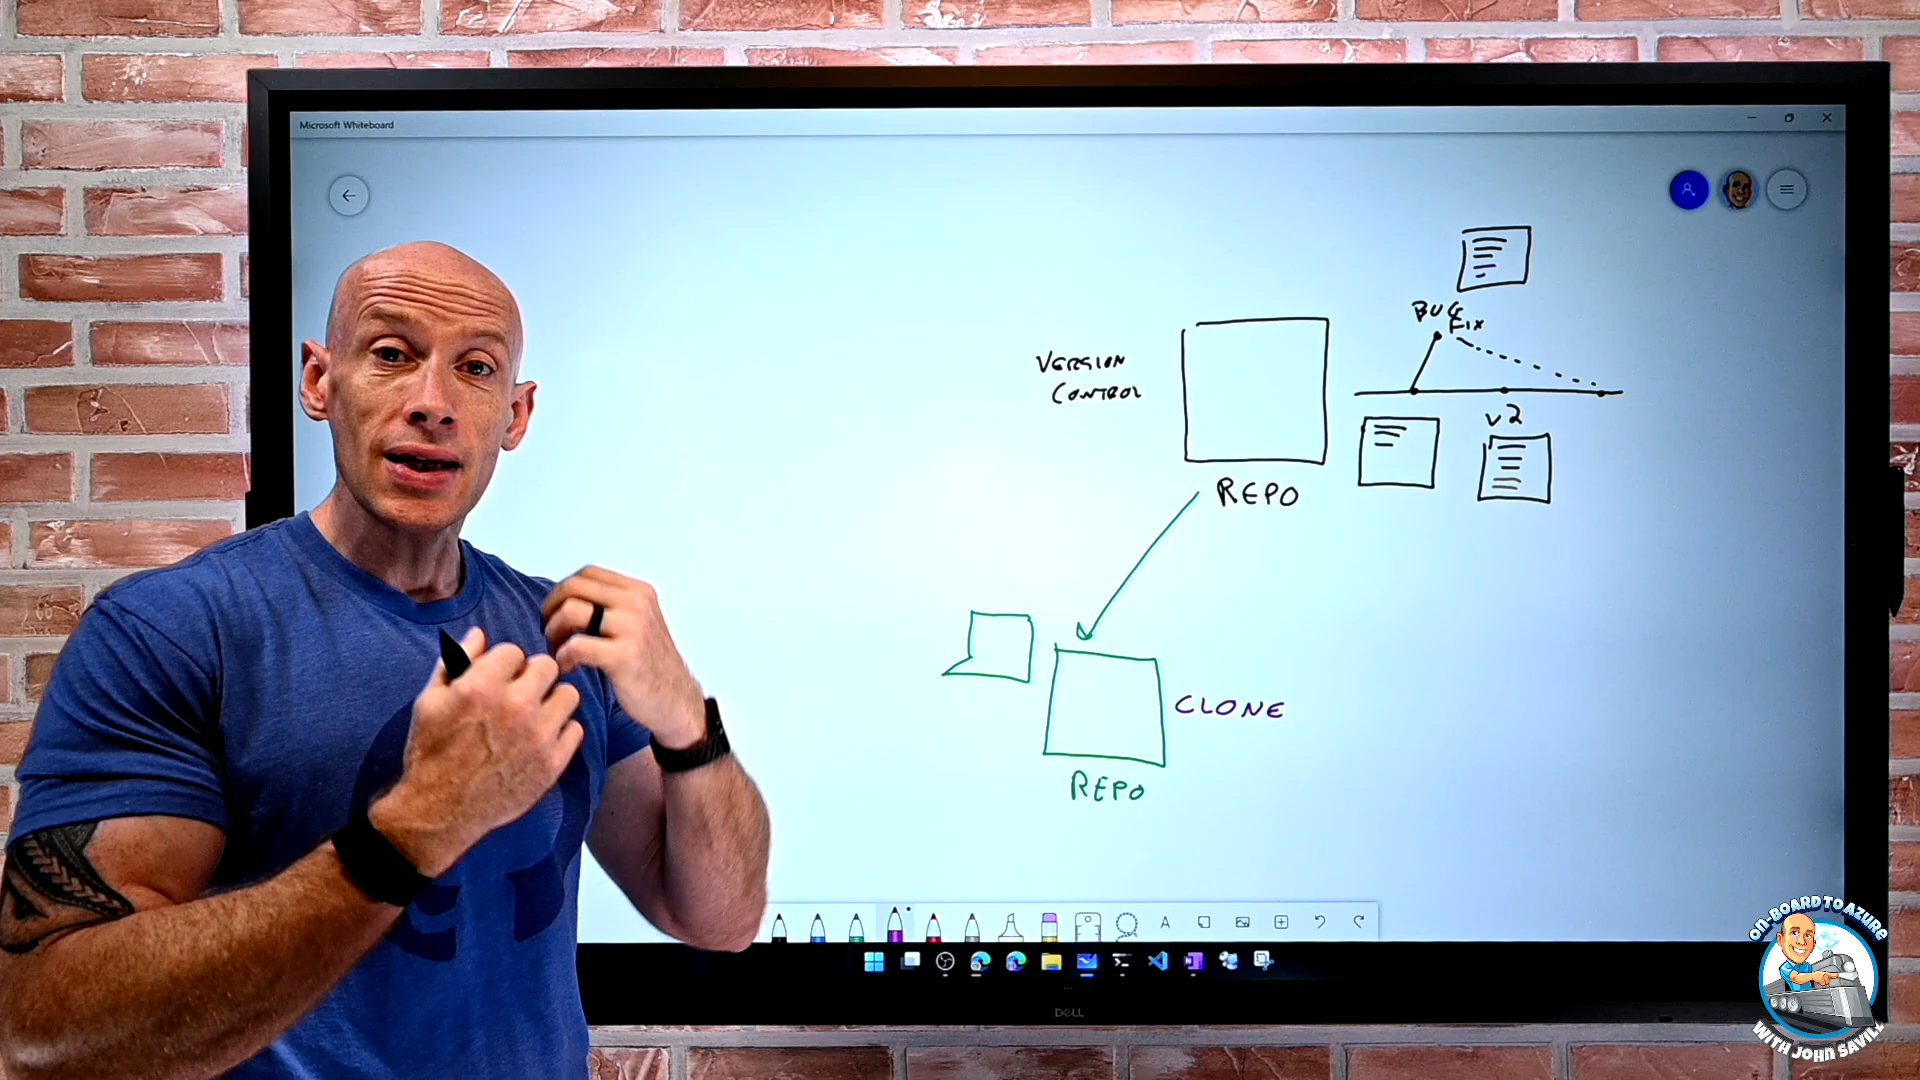 Microsoft Whiteboard
BUG
FIX
VERSION
CONTROL
V2
REPO
CLONE
REPO
A
DELL
ON-BOARD TO AZURE
WITH JOHN SAVILL